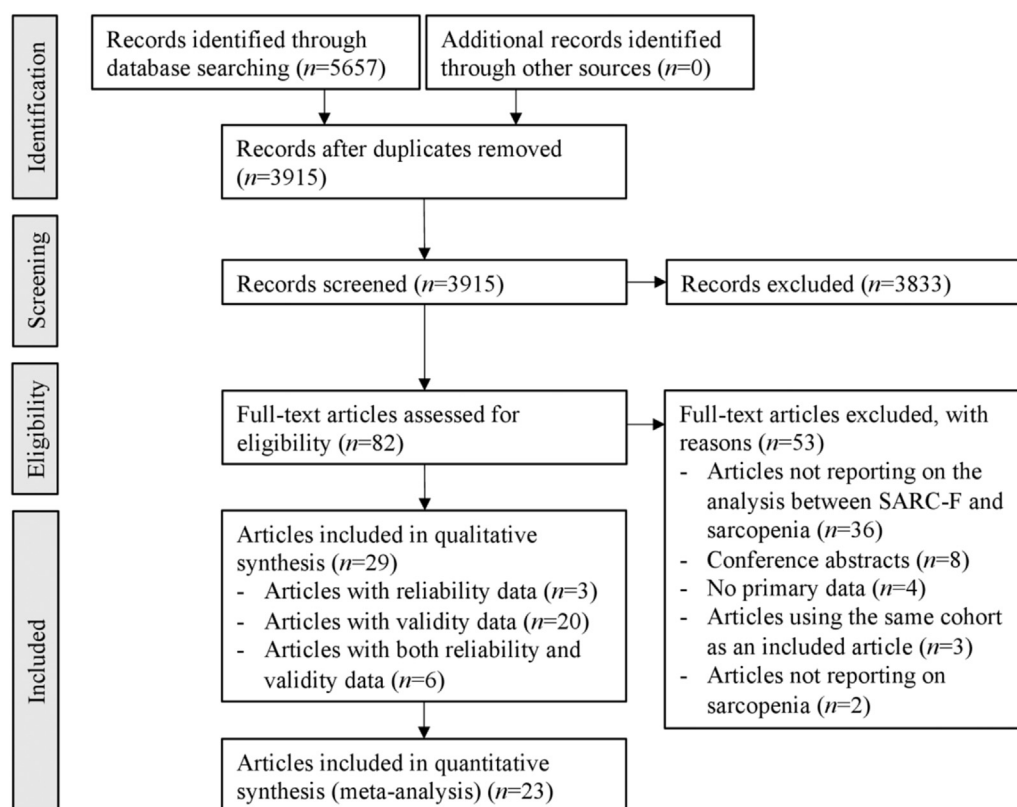 Identification
Records identified through
database searching (n=5657)
Additional records identified
through other sources (n=0)
Records after duplicates removed
(n=3915)
Screening
Records screened (n=3915)
Records excluded (n=3833)
Eligibility
Full-text articles assessed for
eligibility (n=82)
Full-text articles excluded, with
reasons (n=53)
- Articles not reporting on the
analysis between SARC-F and
sarcopenia (n=36)
- Conference abstracts (n=8)
- No primary data (n=4)
- Articles using the same cohort
as an included article (n=3)
- Articles not reporting on
sarcopenia (n=2)
Included
Articles included in qualitative
synthesis (n=29)
- Articles with reliability data (n=3)
- Articles with validity data (n=20)
- Articles with both reliability and
validity data (n=6)
Articles included in quantitative
synthesis (meta-analysis) (n=23)